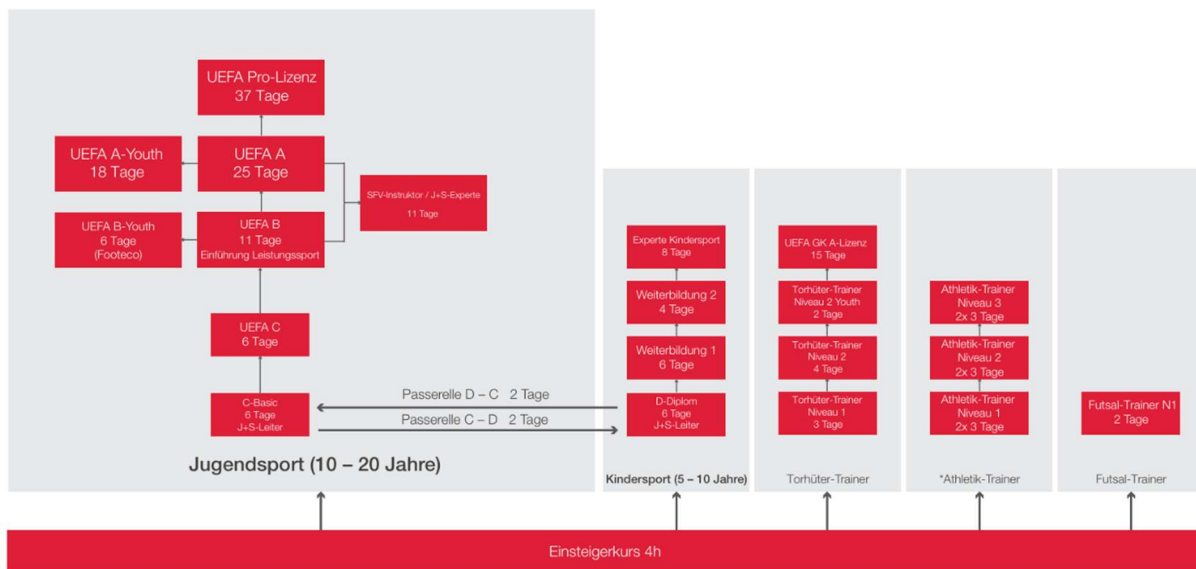 UEFA Pro-Lizenz
37 Tage
UEFA A-Youth
18 Tage
UEFA A
25 Tage
SFV-Instruktor / J+S-Experte
11 Tage
UEFA B-Youth
6 Tage
(Footeco)
UEFA B
11 Tage
Einführung Leistungssport
UEFA C
6 Tage
C-Basic
6 Tage
J+S-Leiter
Passerelle D – C 2 Tage
Passerelle C – D 2 Tage
Jugendsport (10 – 20 Jahre)
Experte Kindersport
8 Tage
Weiterbildung 2
4 Tage
Weiterbildung 1
6 Tage
D-Diplom
6 Tage
J+S-Leiter
Kindersport (5 – 10 Jahre)
UEFA GK A-Lizenz
15 Tage
Torhüter-Trainer
Niveau 2 Youth
2 Tage
Torhüter-Trainer
Niveau 2
4 Tage
Torhüter-Trainer
Niveau 1
3 Tage
Torhüter-Trainer
Athletik-Trainer
Niveau 3
2x 3 Tage
Athletik-Trainer
Niveau 2
2x 3 Tage
Athletik-Trainer
Niveau 1
2x 3 Tage
*Athletik-Trainer
Futsal-Trainer N1
2 Tage
Futsal-Trainer
Einsteigerkurs 4h